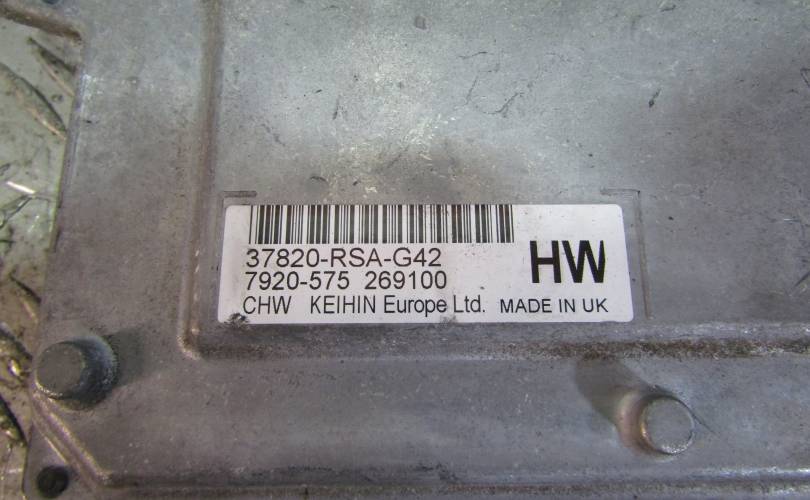 37820-RSA-G42
7920-575 269100
HW
CHW KEIHIN Europe Ltd. MADE IN UK